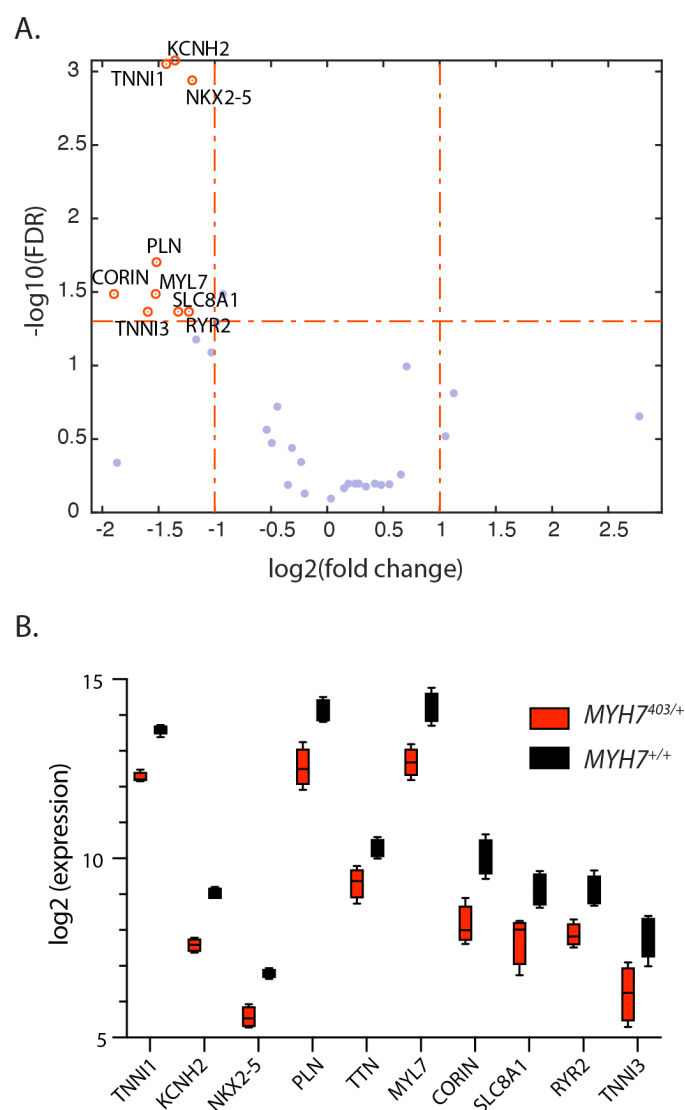 A.
KCNH2
TNNI1
NKX2-5
PLN
CORIN MYL7
SLC8A1
TNNI3 RYR2
3
2.5
2
1.5
1
0.5
0
-log10(FDR)
-2 -1.5 -1 -0.5 0 0.5 1 1.5 2 2.5
log2(fold change)
B.
15
10
5
log2 (expression)
MYH7403/+
MYH7+/+
TNNI1 KCNH2 NKX2-5 PLN TTN MYL7 CORIN SLC8A1 RYR2 TNNI3